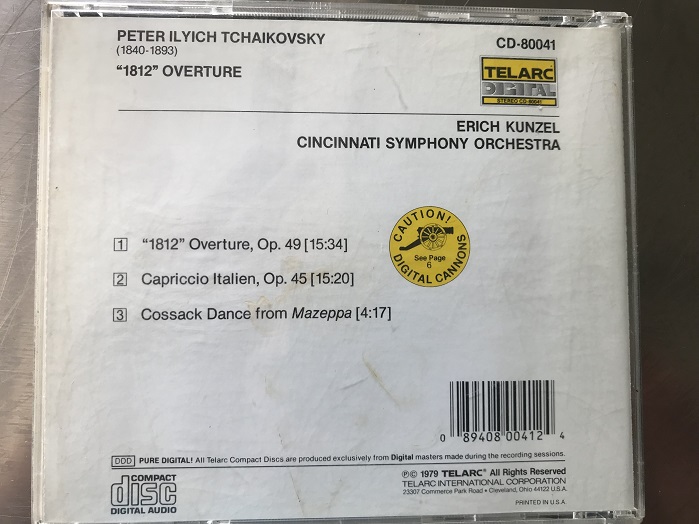 PETER ILYICH TCHAIKOVSKY
(1840-1893)
"1812" OVERTURE
CD-80041
TELARC
DIGITAL
STEREO CD-80041
ERICH KUNZEL
CINCINNATI SYMPHONY ORCHESTRA
CAUTION!
See Page
6
DIGITAL CANNONS
1 "1812" Overture, Op. 49 [15:34]
2 Capriccio Italien, Op. 45 [15:20]
3 Cossack Dance from Mazeppa [4:17]
0 89408 00412 4
DDD PURE DIGITAL! All Telarc Compact Discs are produced exclusively from Digital masters made during the recording sessions.
COMPACT
disc
DIGITAL AUDIO
℗© 1979 TELARC® All Rights Reserved
TELARC INTERNATIONAL CORPORATION
23307 Commerce Park Road • Cleveland, Ohio 44122 U.S.A.
PRINTED IN U.S.A.